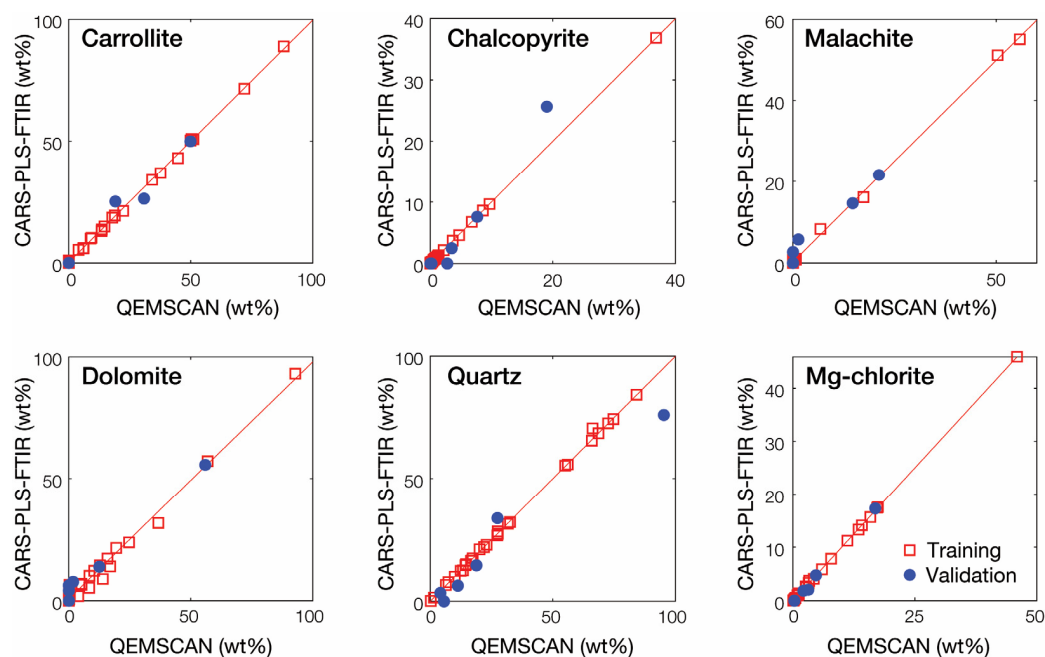 Carrollite
CARS-PLS-FTIR (wt%)
100
50
0
0 50 100
QEMSCAN (wt%)
Chalcopyrite
CARS-PLS-FTIR (wt%)
40
30
20
10
0
0 20 40
QEMSCAN (wt%)
Malachite
CARS-PLS-FTIR (wt%)
60
40
20
0
0 50
QEMSCAN (wt%)
Dolomite
CARS-PLS-FTIR (wt%)
100
50
0
0 50 100
QEMSCAN (wt%)
Quartz
CARS-PLS-FTIR (wt%)
100
50
0
0 50 100
QEMSCAN (wt%)
Mg-chlorite
CARS-PLS-FTIR (wt%)
40
20
0
0 25 50
QEMSCAN (wt%)
Training
Validation